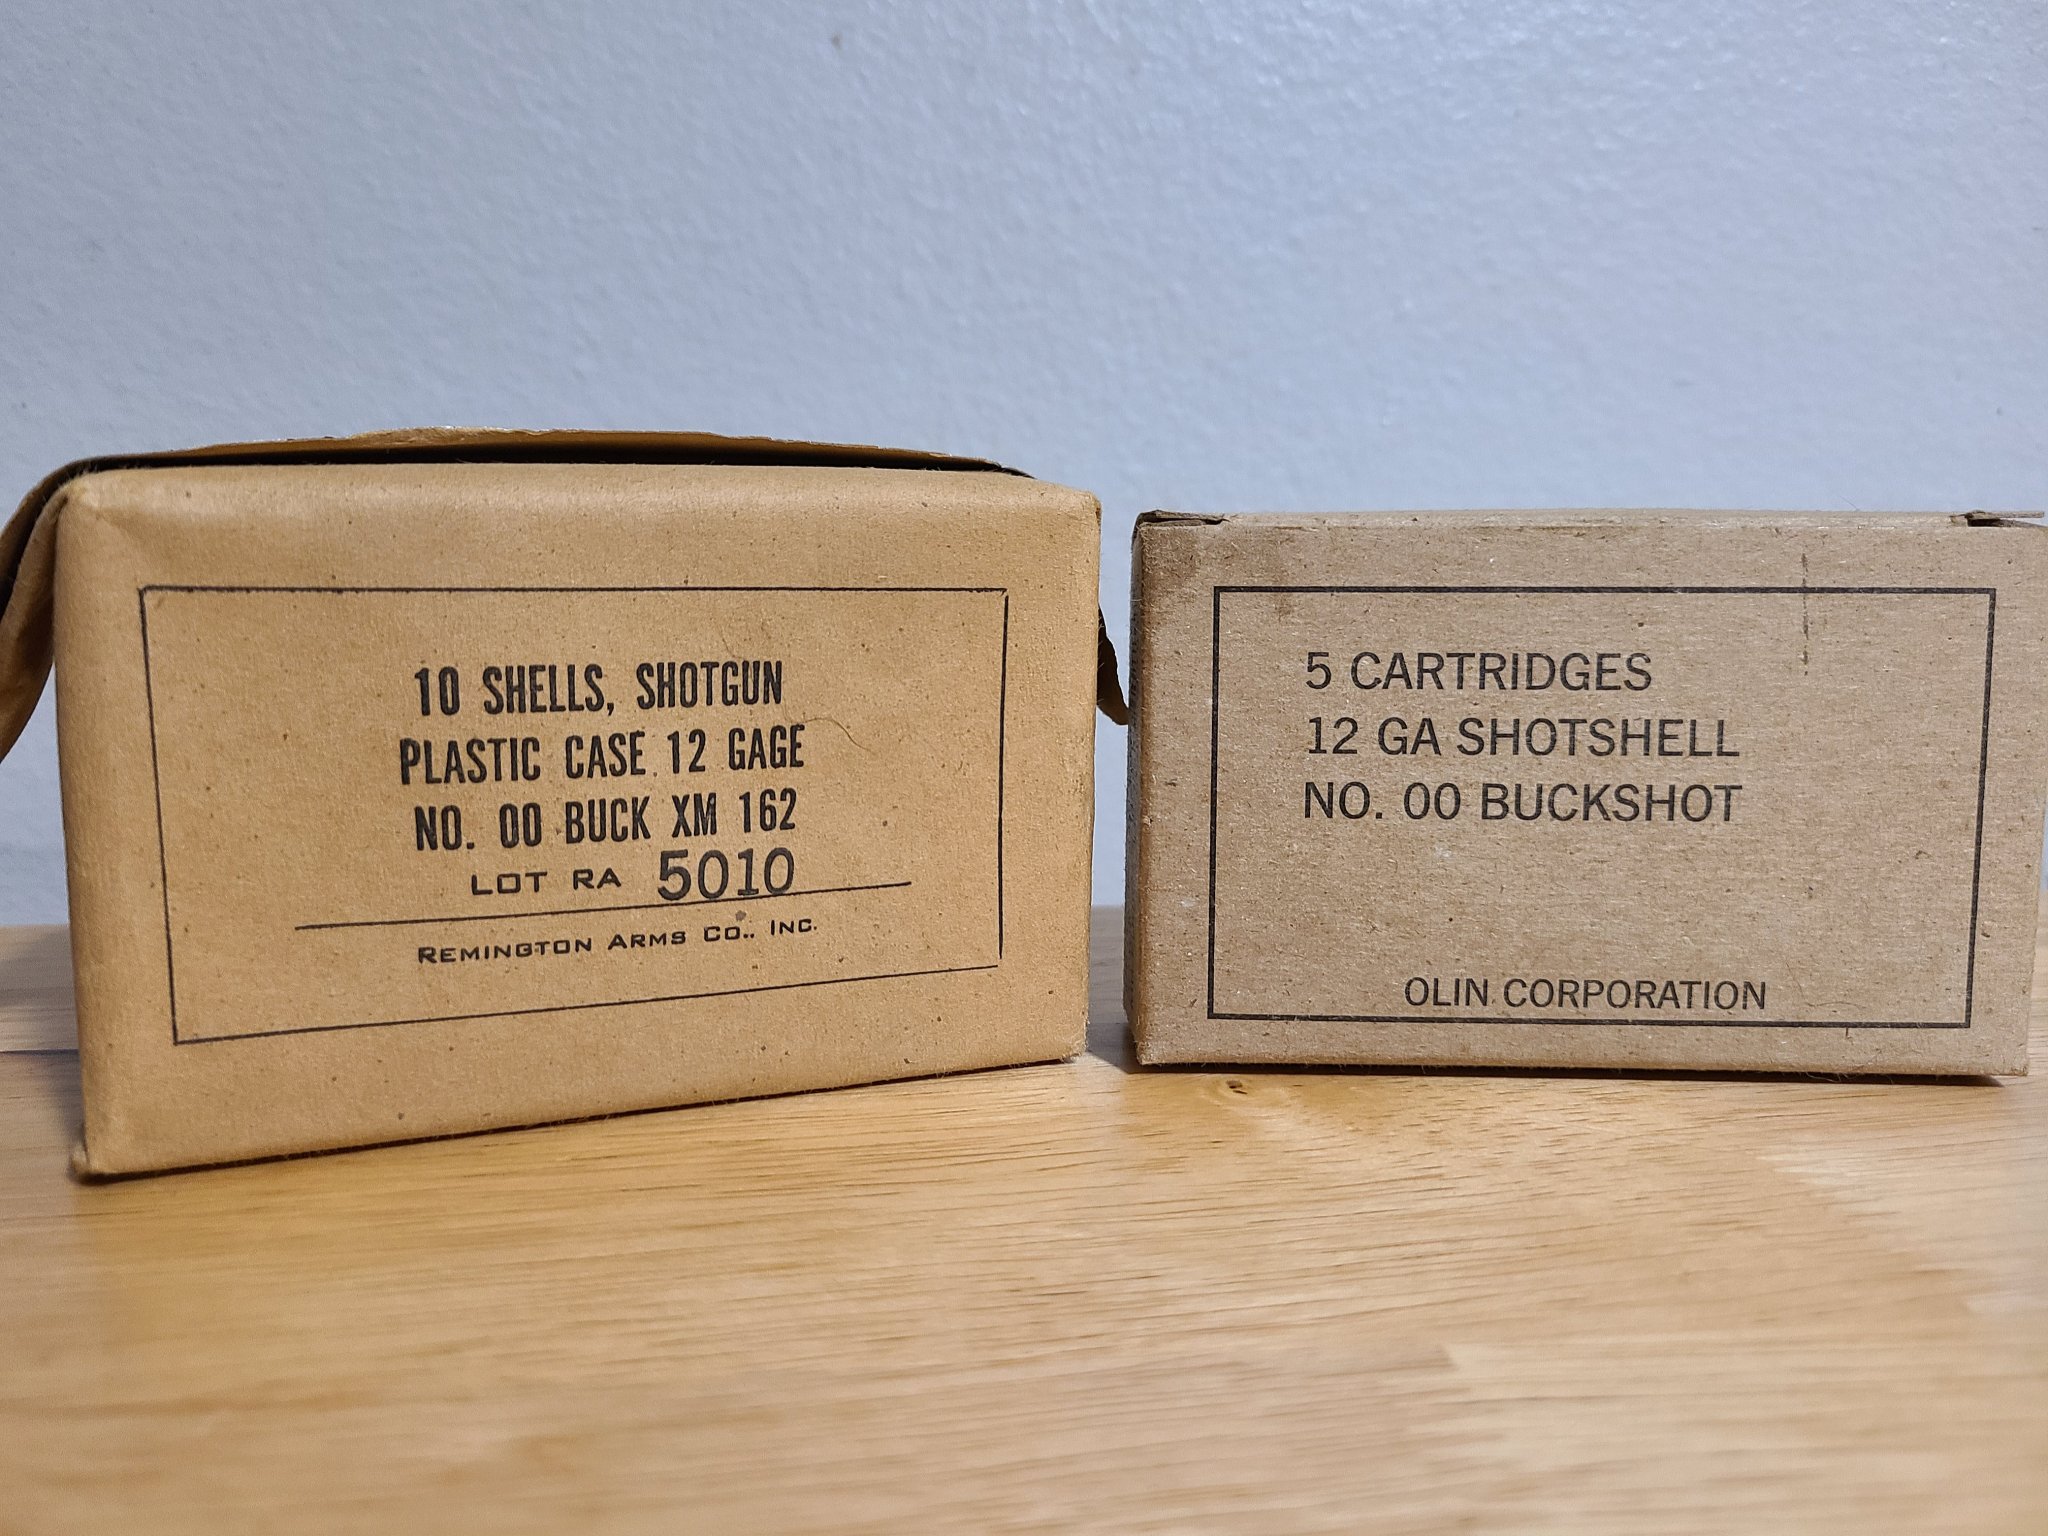 10 SHELLS, SHOTGUN
PLASTIC CASE 12 GAGE
NO. 00 BUCK XM 162
LOT RA 5010
REMINGTON ARMS CO., INC.
5 CARTRIDGES
12 GA SHOTSHELL
NO. 00 BUCKSHOT
OLIN CORPORATION